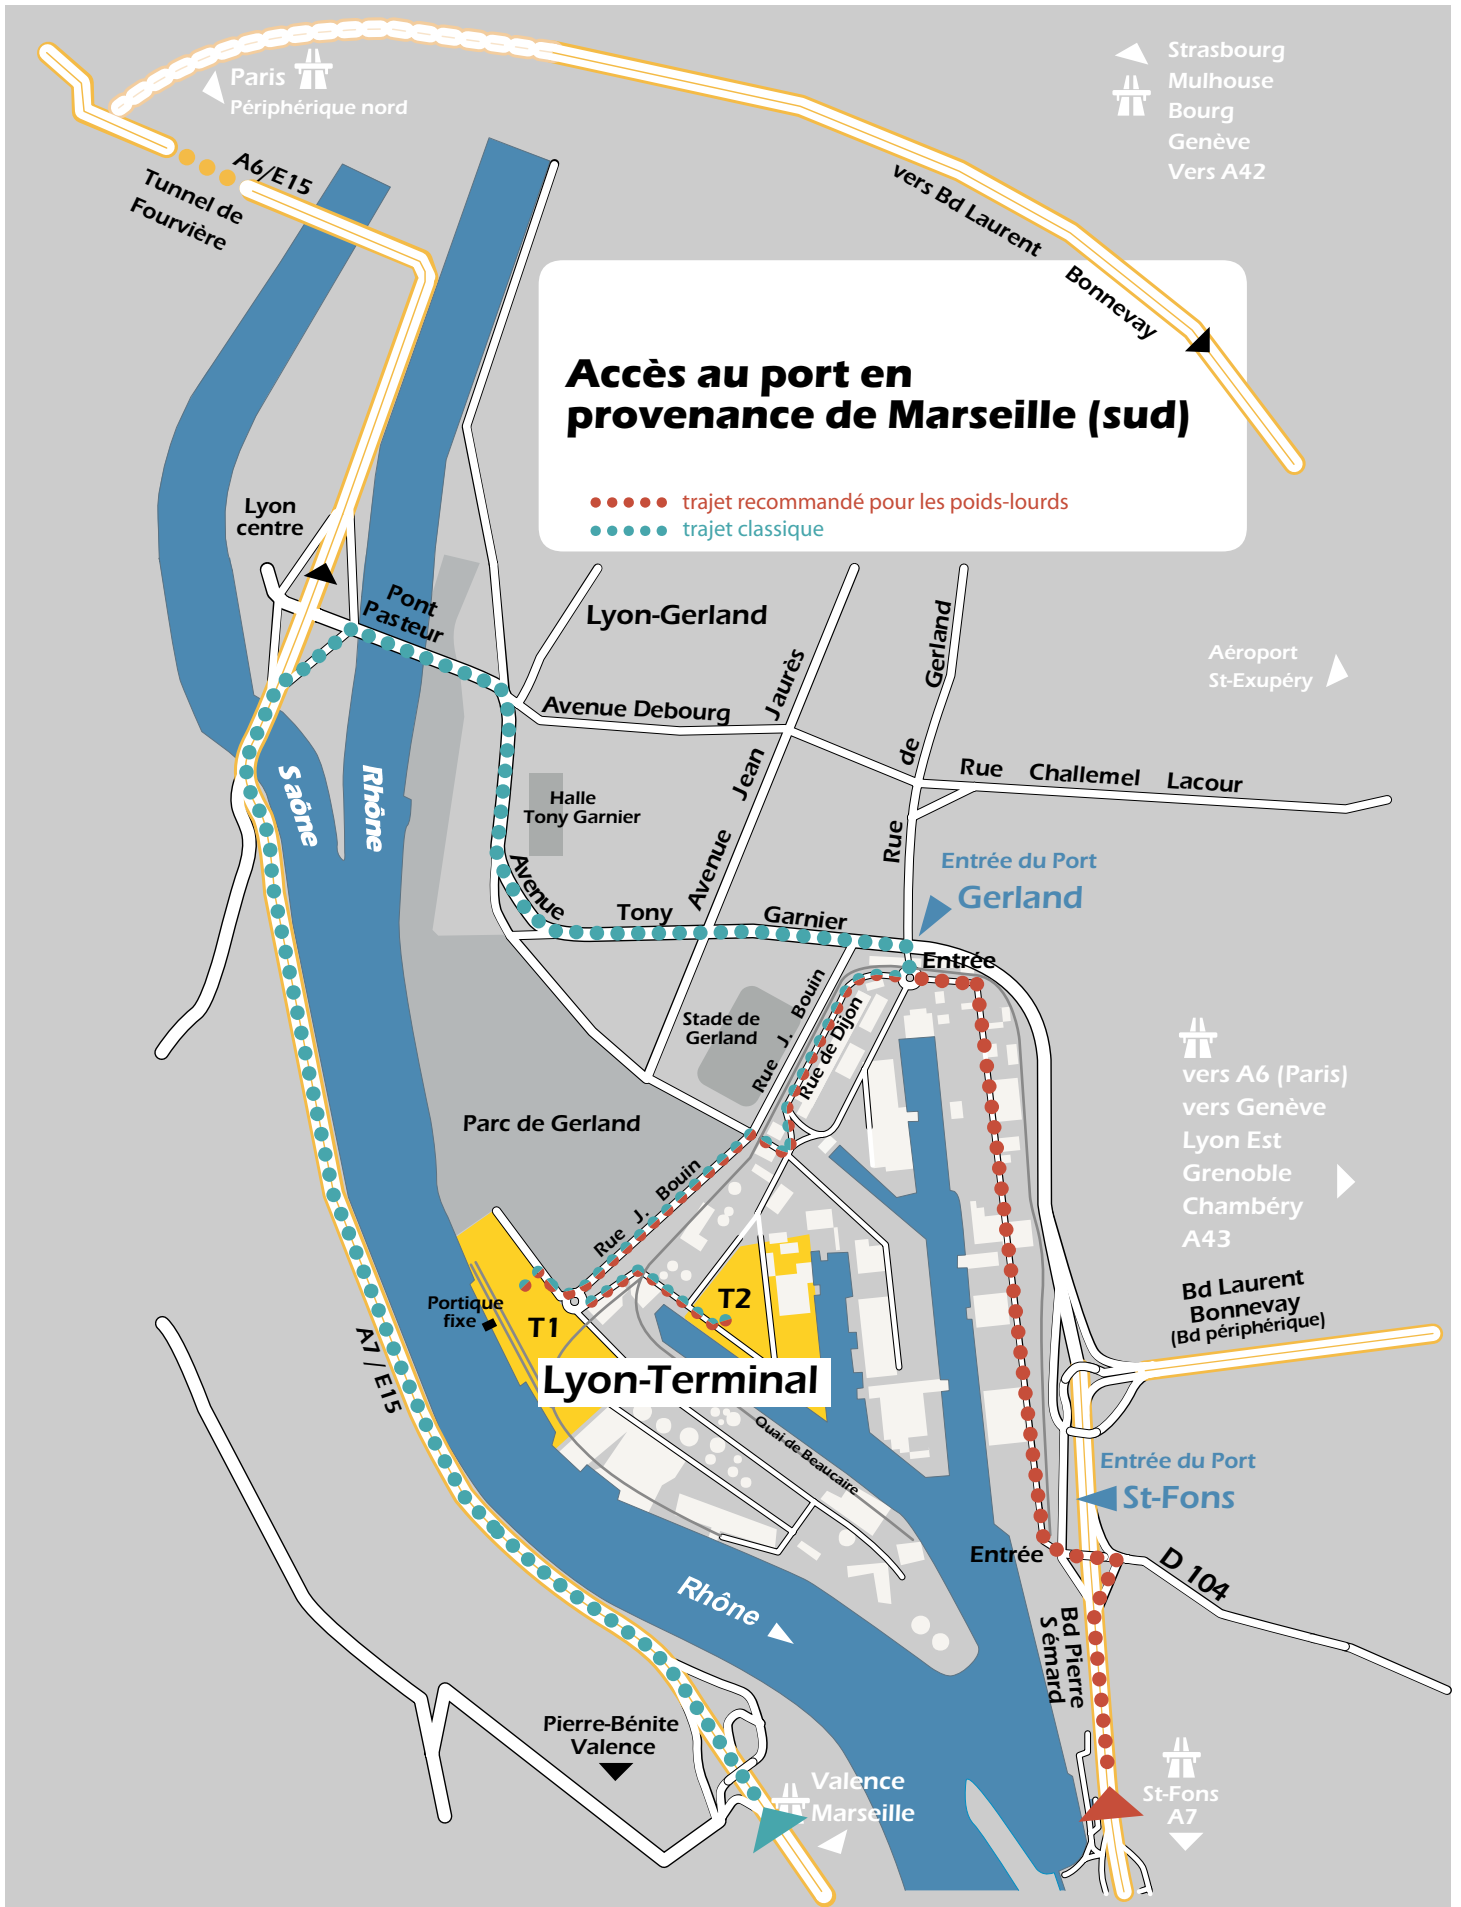 Paris
Périphérique nord
Strasbourg
Mulhouse
Bourg
Genève
Vers A42
A6/E15
Tunnel de
Fourvière
vers Bd Laurent
Bonnevay
Accès au port en
provenance de Marseille (sud)
trajet recommandé pour les poids-lourds
trajet classique
Lyon
centre
Pont
Pasteur
Lyon-Gerland
Avenue Debourg
Avenue Jean Jaurès
Rue de Gerland
Aéroport
St-Exupéry
Rue Challemel Lacour
Saône
Rhône
Halle
Tony Garnier
Avenue Tony Garnier
Entrée du Port
Gerland
Entrée
Stade de
Gerland
Rue J. Bouin
Rue de Dijon
Parc de Gerland
Rue J. Bouin
vers A6 (Paris)
vers Genève
Lyon Est
Grenoble
Chambéry
A43
Bd Laurent
Bonnevay
(Bd périphérique)
Portique
fixe
T1
T2
Lyon-Terminal
A7 / E15
Quai de Beaucaire
Entrée du Port
St-Fons
Entrée
D 104
Rhône
Bd Pierre
Sémard
Pierre-Bénite
Valence
Valence
Marseille
St-Fons
A7